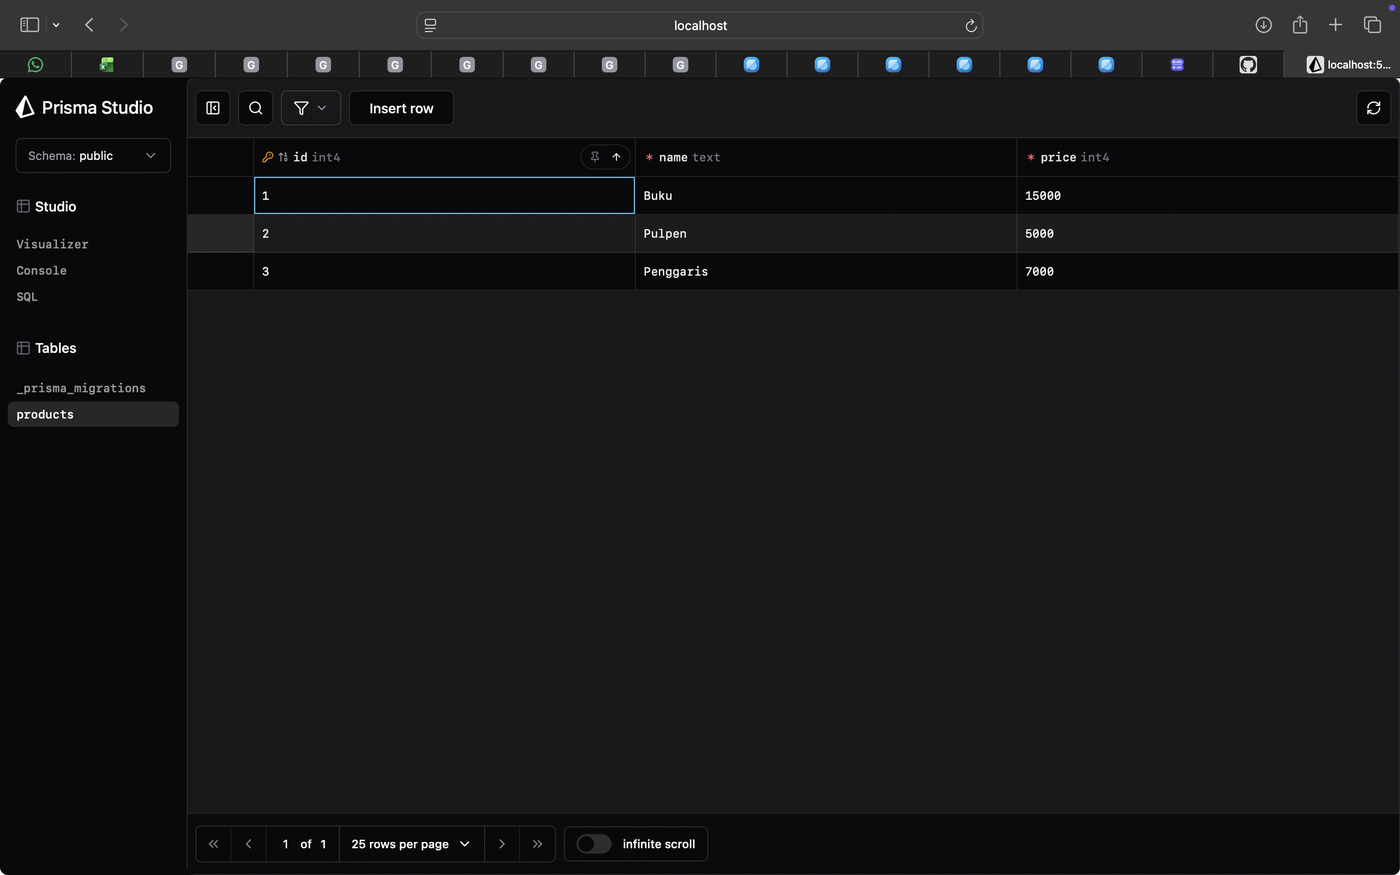 localhost
G
G
G
G
G
G
G
G
localhost:5...
Prisma Studio
Schema: public
Studio
Visualizer
Console
SQL
Tables
_prisma_migrations
products
Insert row
id int4
* name text
* price int4
1 Buku 15000
2 Pulpen 5000
3 Penggaris 7000
1 of 1
25 rows per page
infinite scroll